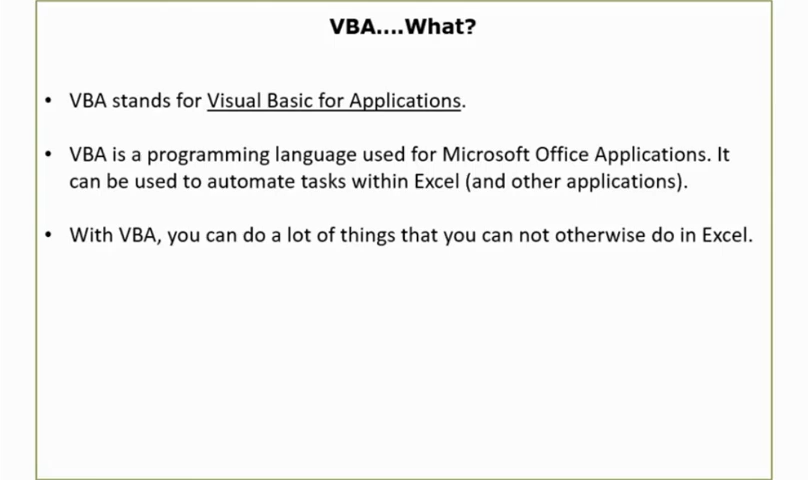 VBA....What?
• VBA stands for Visual Basic for Applications.
• VBA is a programming language used for Microsoft Office Applications. It
can be used to automate tasks within Excel (and other applications).
• With VBA, you can do a lot of things that you can not otherwise do in Excel.